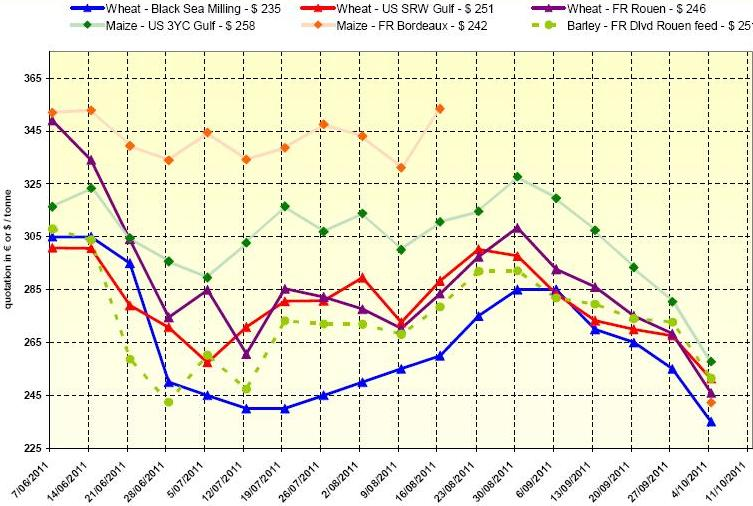 Wheat - Black Sea Milling - $ 235 Wheat - US SRW Gulf - $ 251 Wheat - FR Rouen - $ 246
Maize - US 3YC Gulf - $ 258 Maize - FR Bordeaux - $ 242 Barley - FR Dlvd Rouen feed - $ 25
quotation in € or $ / tonne
365
345
325
305
285
265
245
225
7/06/2011 14/06/2011 21/06/2011 28/06/2011 5/07/2011 12/07/2011 19/07/2011 26/07/2011 2/08/2011 9/08/2011 16/08/2011 23/08/2011 30/08/2011 6/09/2011 13/09/2011 20/09/2011 27/09/2011 4/10/2011 11/10/2011